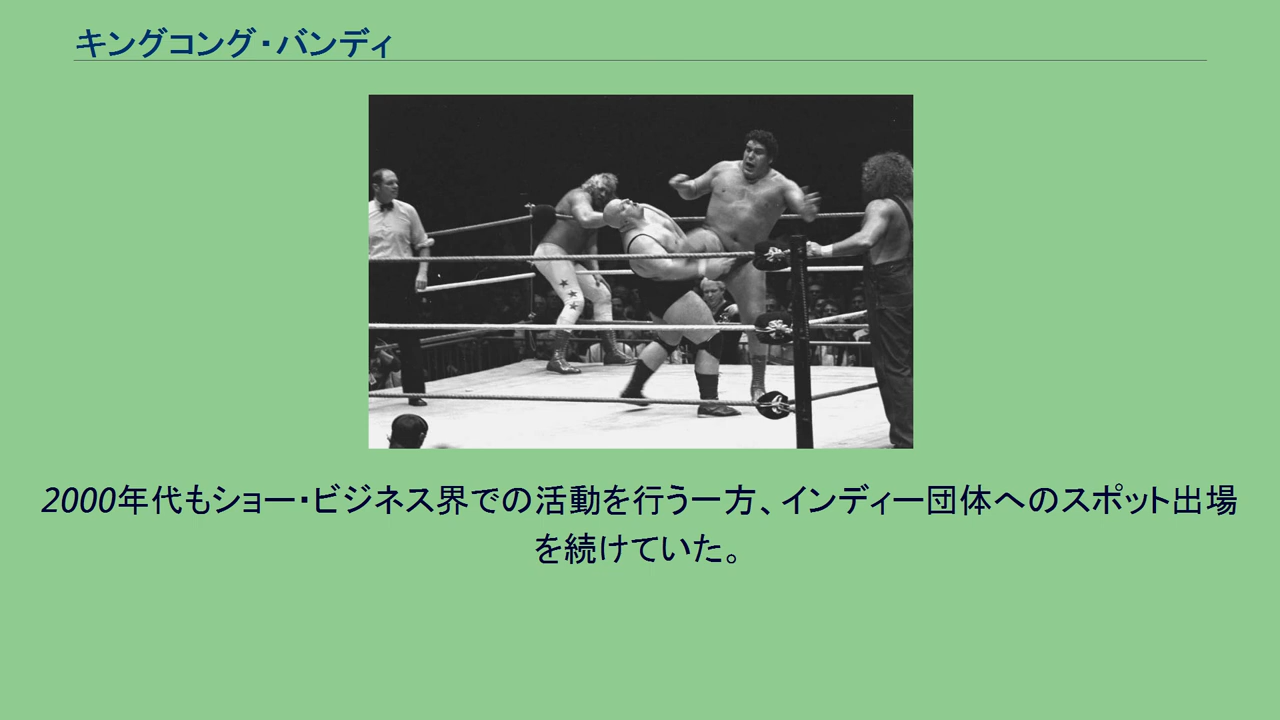 キングコング・バンディ
2000年代もショー・ビジネス界での活動を行う一方、インディー団体へのスポット出場
を続けていた。